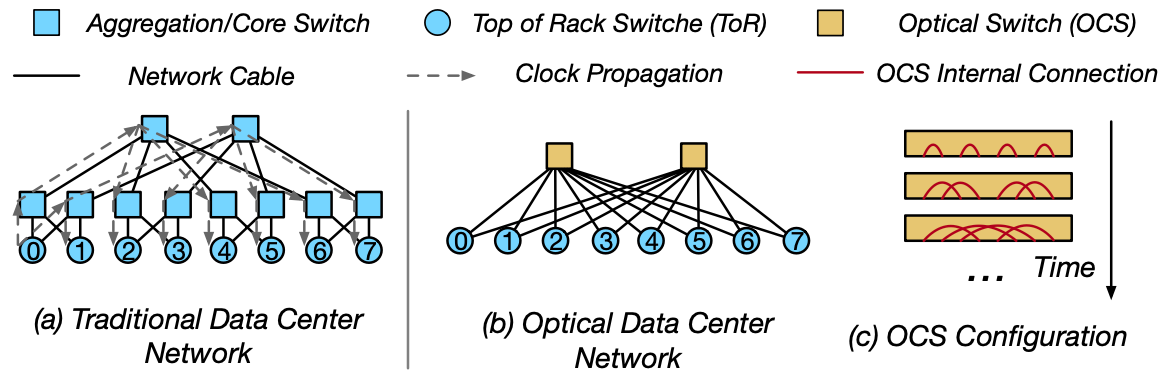 Aggregation/Core Switch
Top of Rack Switche (ToR)
Optical Switch (OCS)
Network Cable
Clock Propagation
OCS Internal Connection
0 1 2 3 4 5 6 7
0 1 2 3 4 5 6 7
... Time
(a) Traditional Data Center
Network
(b) Optical Data Center
Network
(c) OCS Configuration